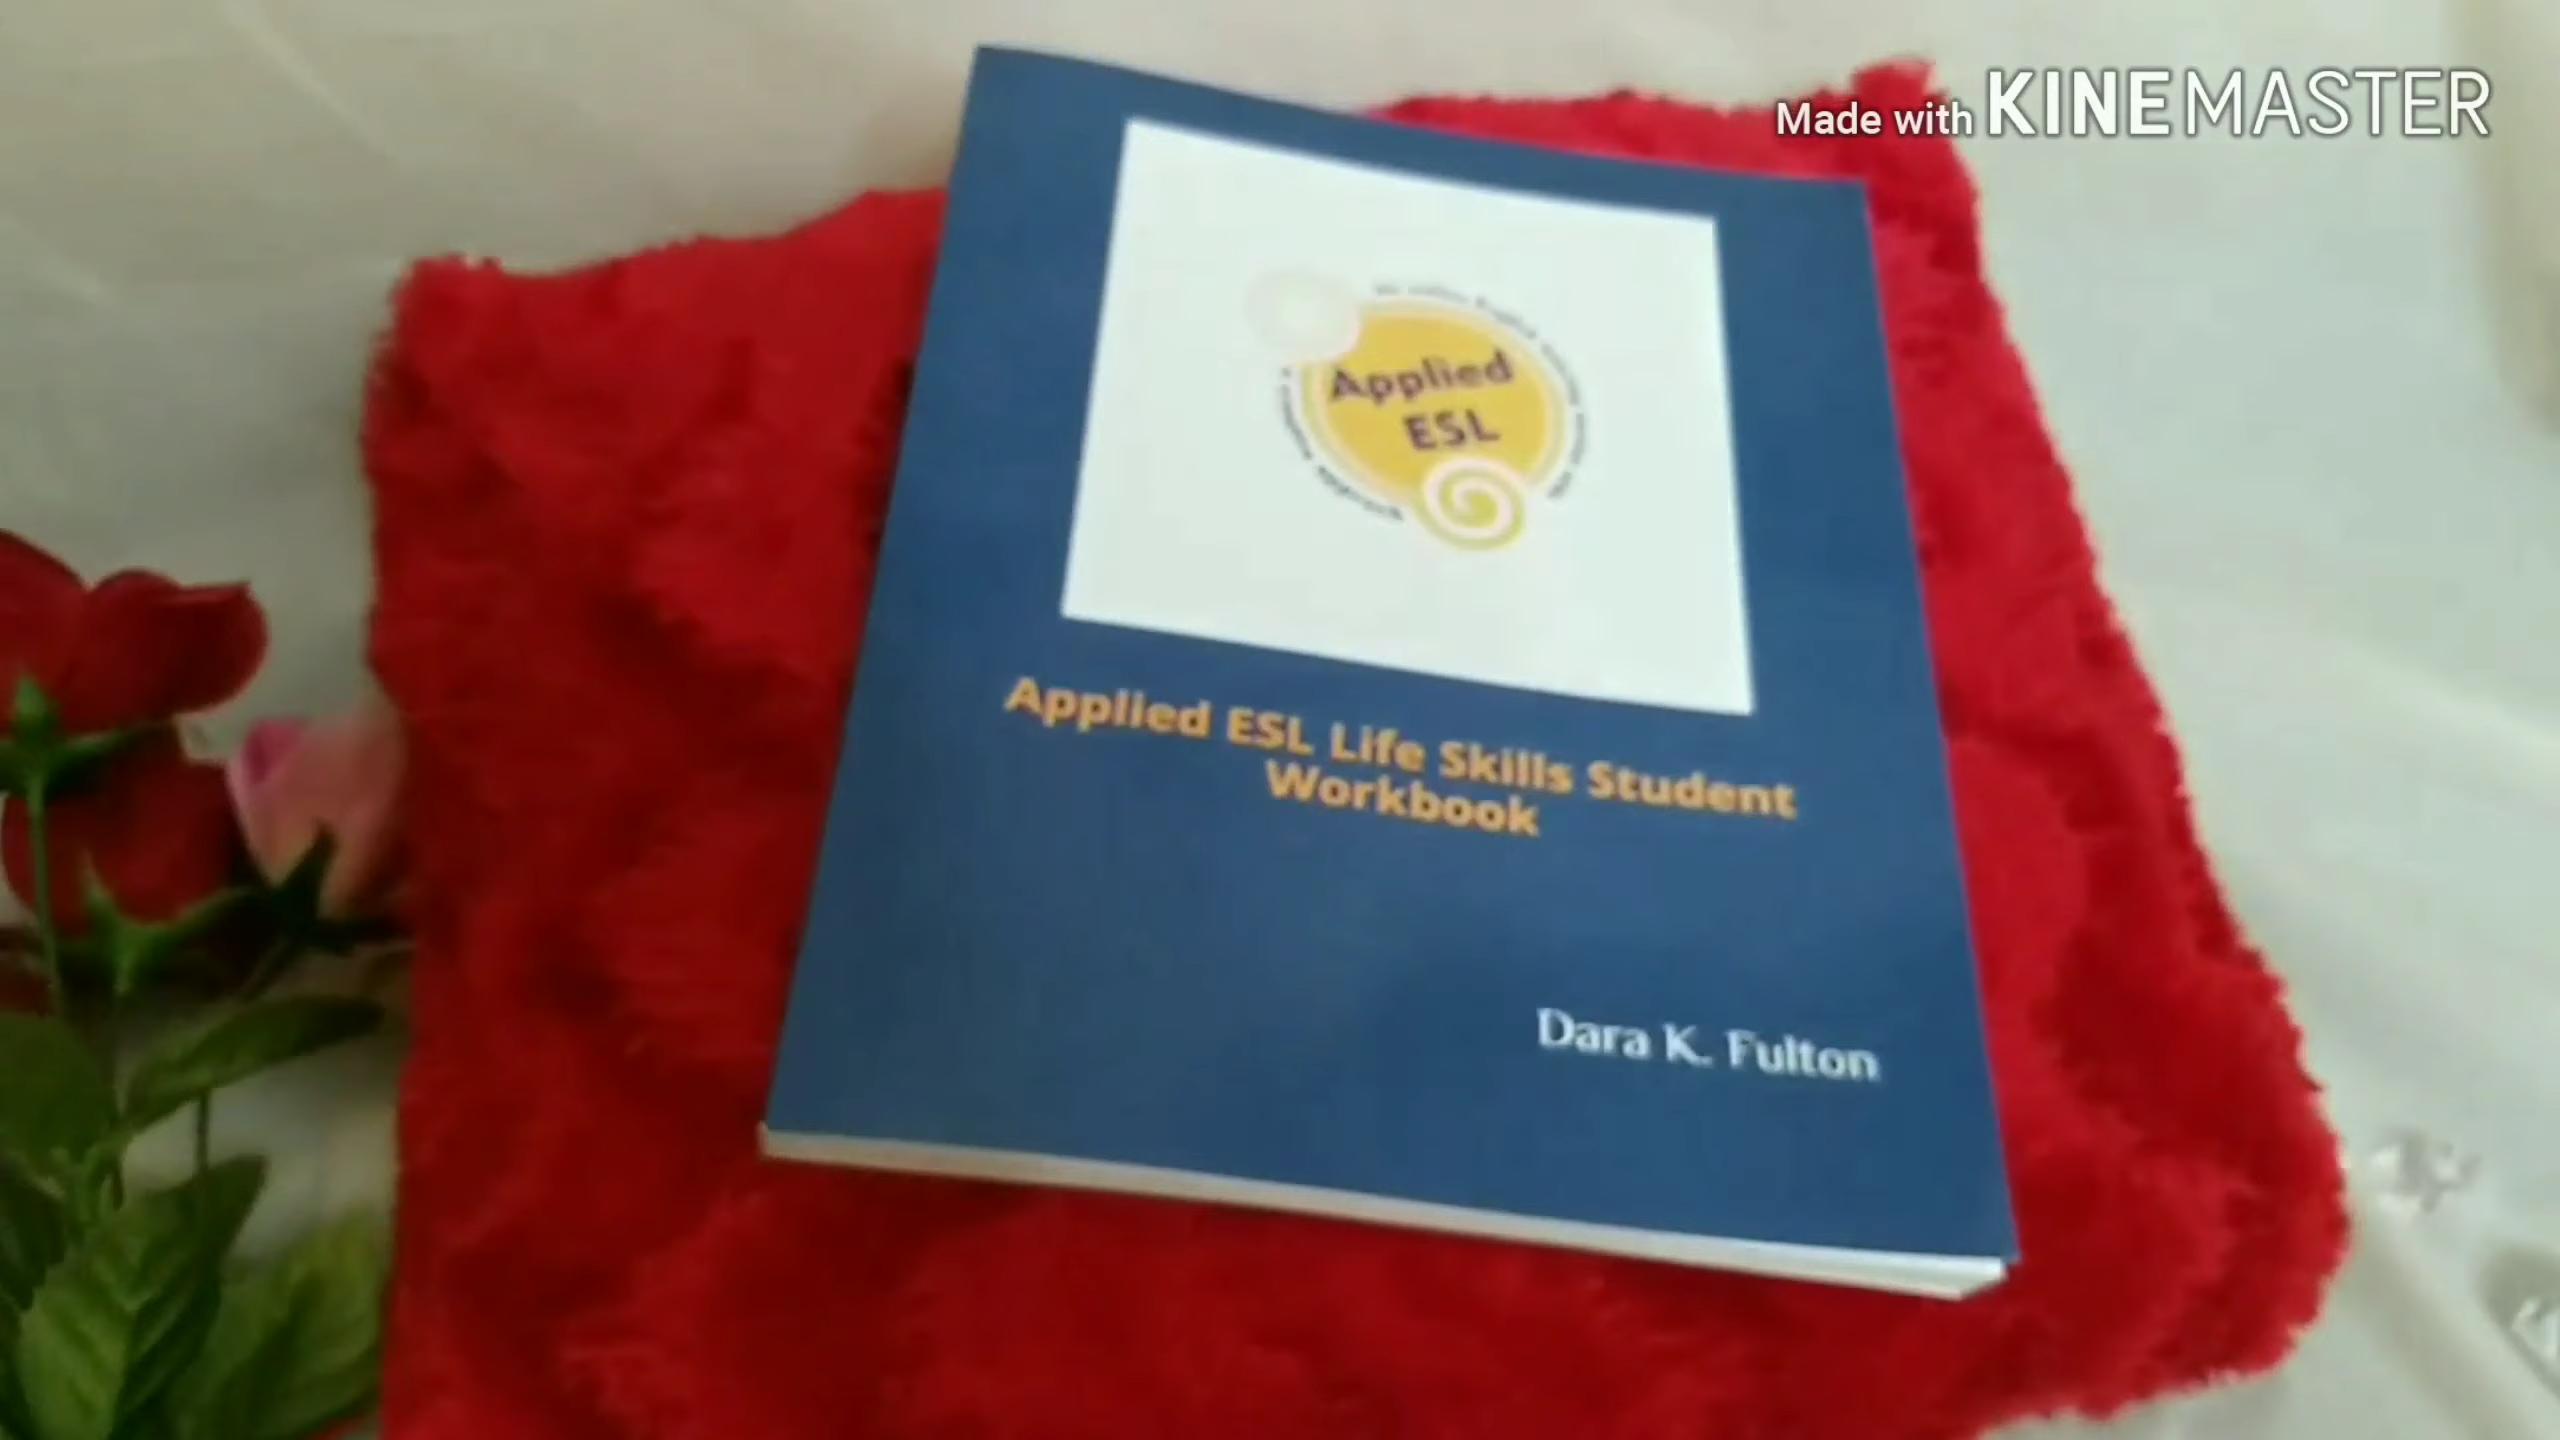 Made with KINEMASTER
Applied
ESL
Applied ESL Life Skills Student
Workbook
Dara K. Fulton